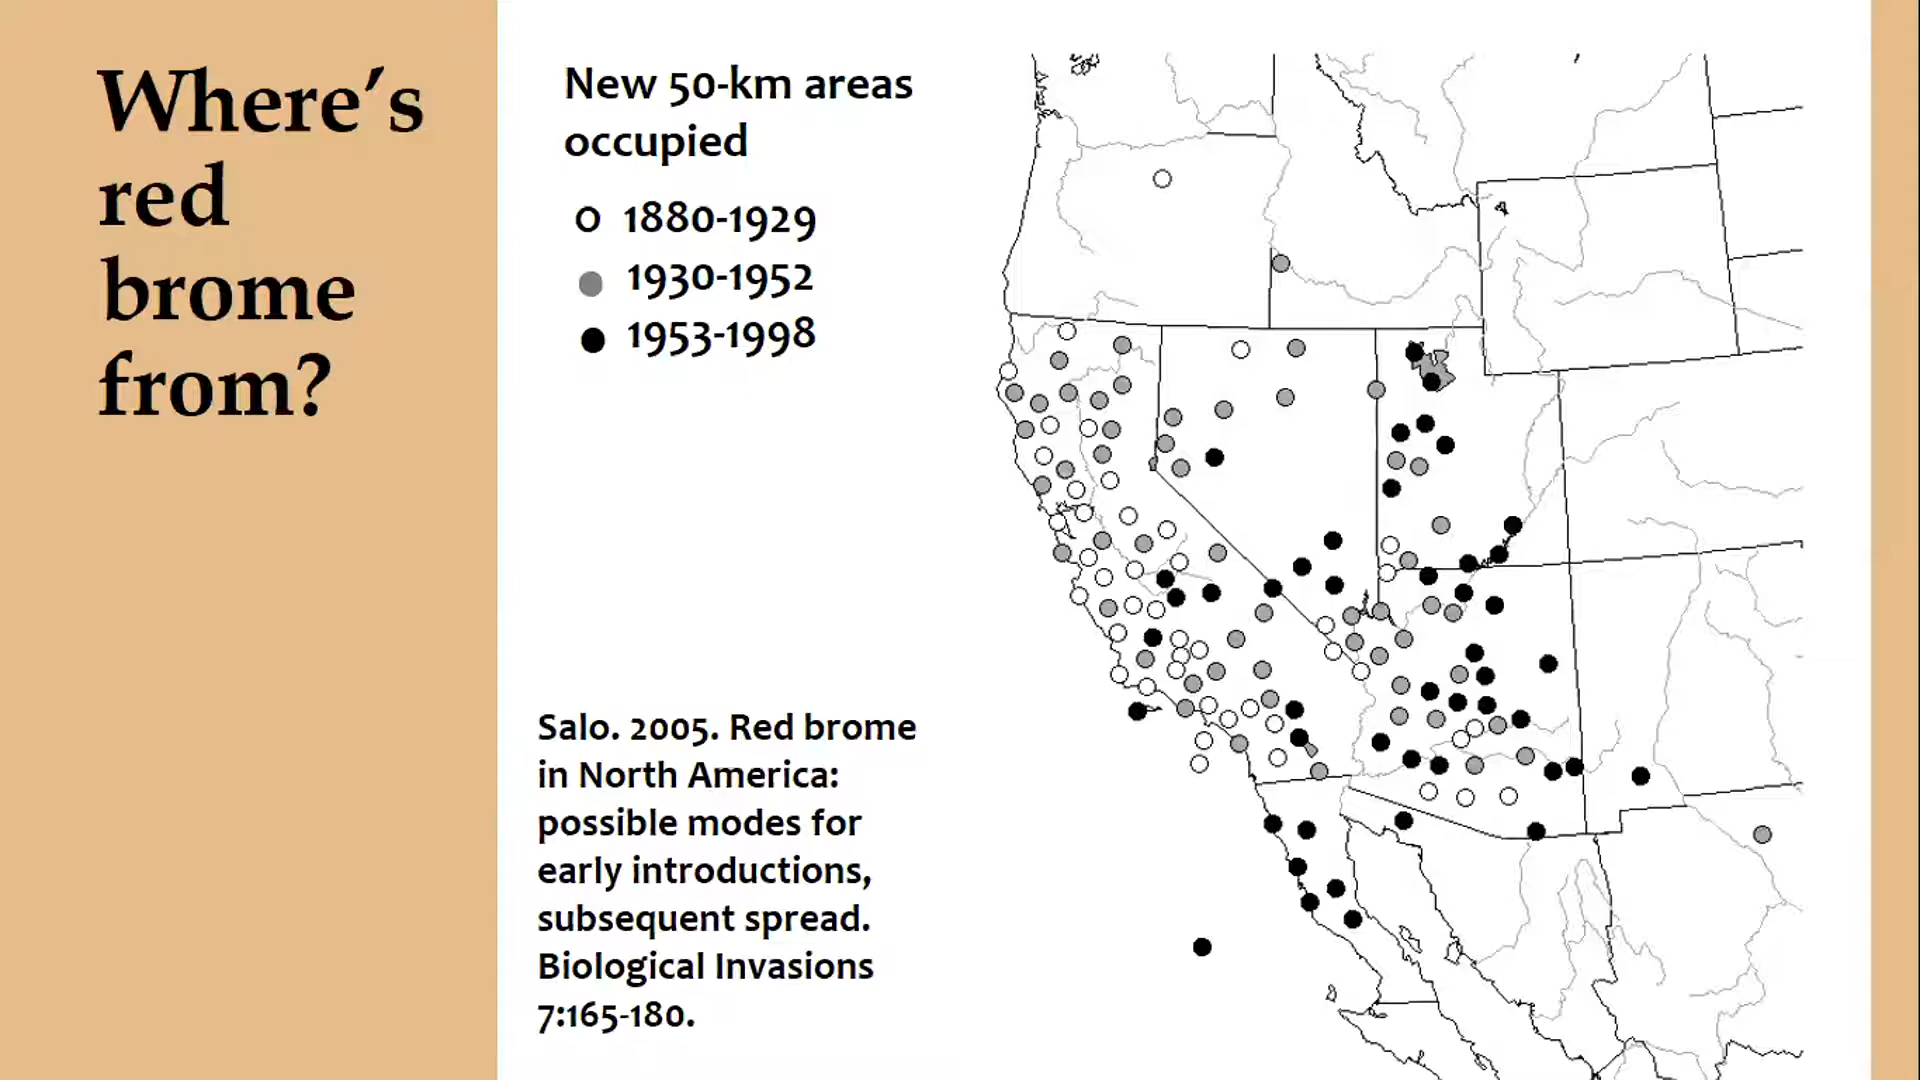 Where’s
red
brome
from?
New 50-km areas
occupied
1880-1929
1930-1952
1953-1998
Salo. 2005. Red brome
in North America:
possible modes for
early introductions,
subsequent spread.
Biological Invasions
7:165-180.